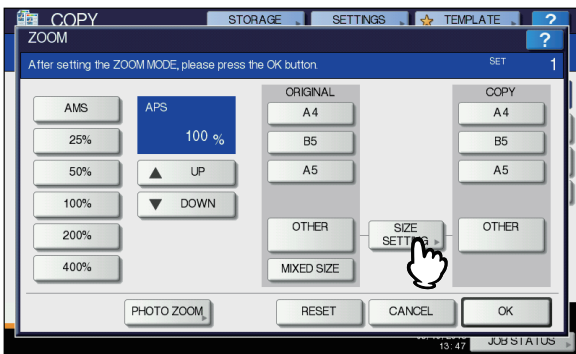 COPY
STORAGE
SETTINGS
TEMPLATE
?
ZOOM
?
After setting the ZOOM MODE, please press the OK button.
SET 1
ORIGINAL
COPY
AMS
APS
A4
A4
25%
100 %
B5
B5
50%
UP
A5
A5
100%
DOWN
200%
OTHER
SIZE
SETTING
OTHER
400%
MIXED SIZE
PHOTO ZOOM
RESET
CANCEL
OK
13:47
JOB STATUS